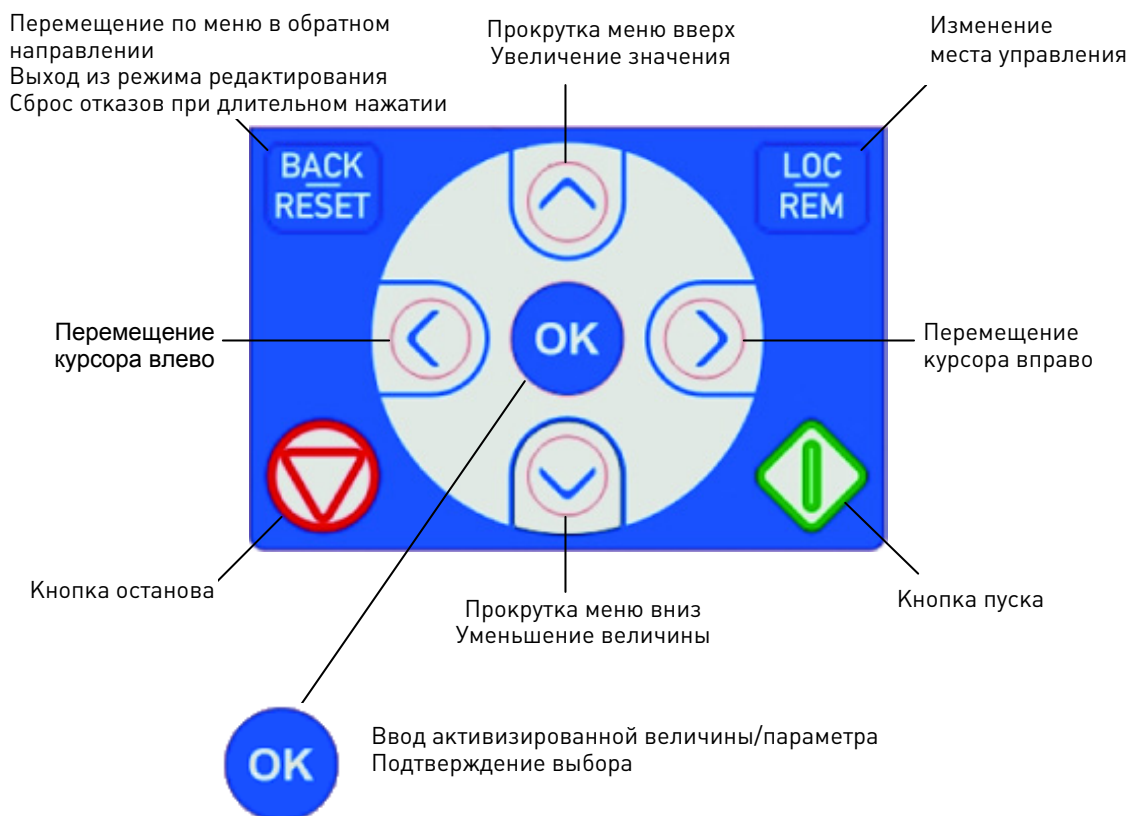 Перемещение по меню в обратном
направлении
Выход из режима редактирования
Сброс отказов при длительном нажатии
Прокрутка меню вверх
Увеличение значения
Изменение
места управления
BACK
RESET
LOC
REM
Перемещение
курсора влево
OK
Перемещение
курсора вправо
Кнопка останова
Прокрутка меню вниз
Уменьшение величины
Кнопка пуска
OK
Ввод активизированной величины/параметра
Подтверждение выбора